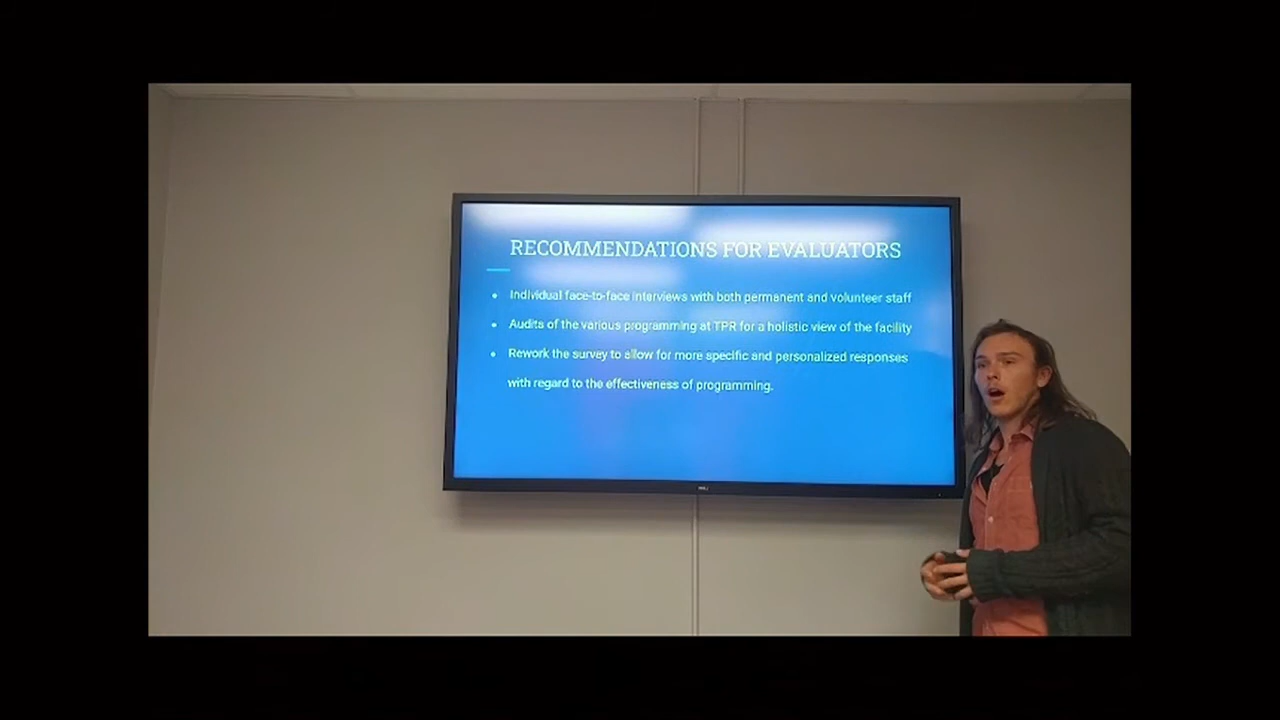 RECOMMENDATIONS FOR EVALUATORS
• Individual face-to-face interviews with both permanent and volunteer staff
• Audits of the various programming at TPR for a holistic view of the facility
• Rework the survey to allow for more specific and personalized responses
with regard to the effectiveness of programming.